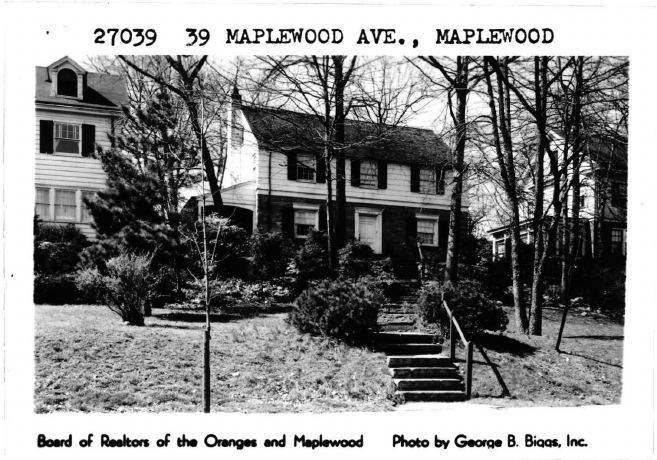 27039 39 MAPLEWOOD AVE., MAPLEWOOD
Board of Realtors of the Oranges and Maplewood Photo by George B. Biggs, Inc.